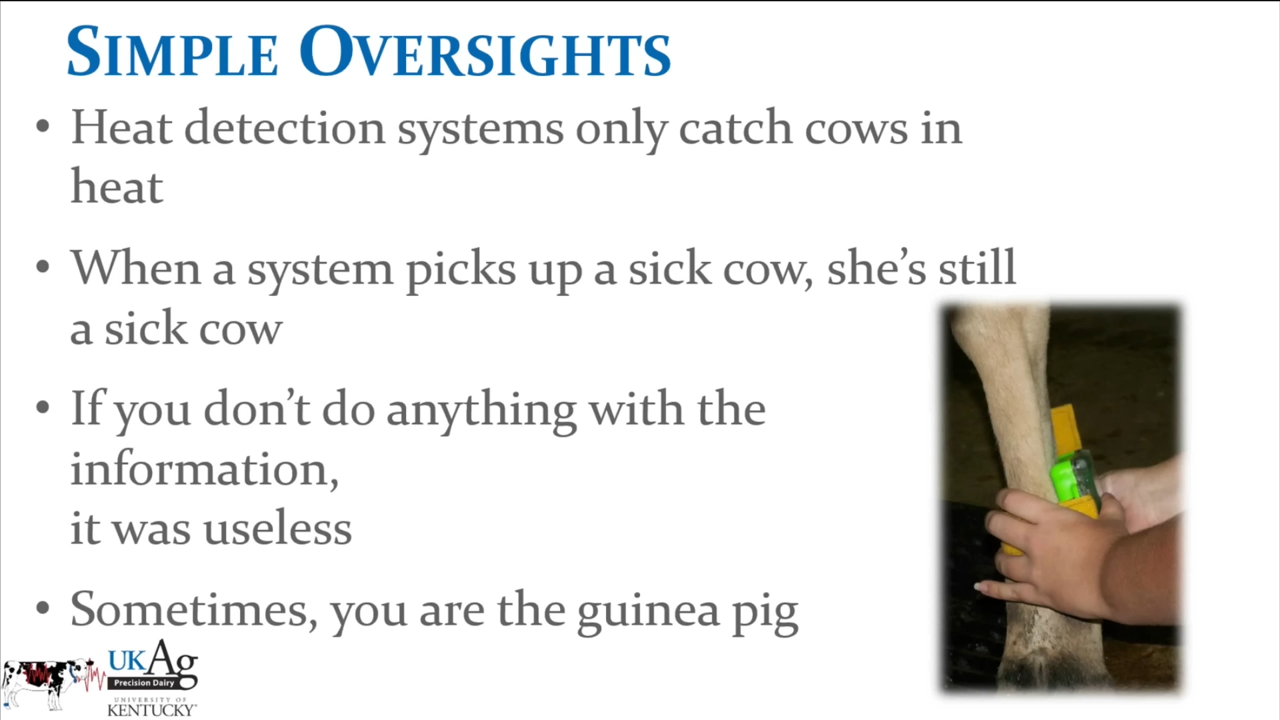 SIMPLE OVERSIGHTS
• Heat detection systems only catch cows in
heat
• When a system picks up a sick cow, she’s still
a sick cow
• If you don’t do anything with the
information,
it was useless
• Sometimes, you are the guinea pig
UKAg
Precision Dairy
UNIVERSITY OF
KENTUCKY